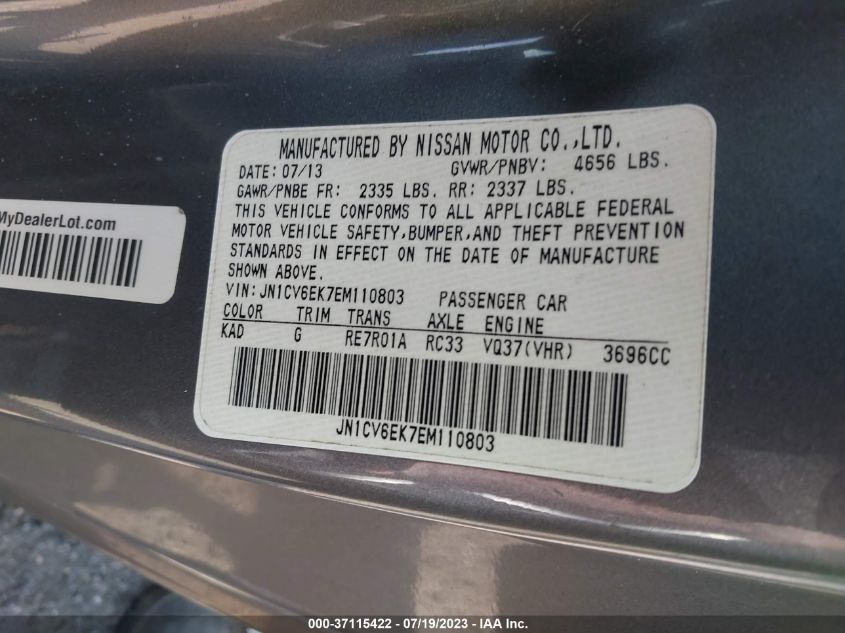 MANUFACTURED BY NISSAN MOTOR CO.,LTD.
DATE: 07/13 GVWR/PNBV: 4656 LBS.
GAWR/PNBE FR: 2335 LBS. RR: 2337 LBS.
THIS VEHICLE CONFORMS TO ALL APPLICABLE FEDERAL
MOTOR VEHICLE SAFETY,BUMPER,AND THEFT PREVENTION
STANDARDS IN EFFECT ON THE DATE OF MANUFACTURE
SHOWN ABOVE.
VIN: JN1CV6EK7EM110803 PASSENGER CAR
COLOR TRIM TRANS AXLE ENGINE
KAD G RE7R01A RC33 VQ37(VHR) 3696CC
JN1CV6EK7EM110803
MyDealerLot.com
000-37115422 - 07/19/2023 - © IAA, Inc.